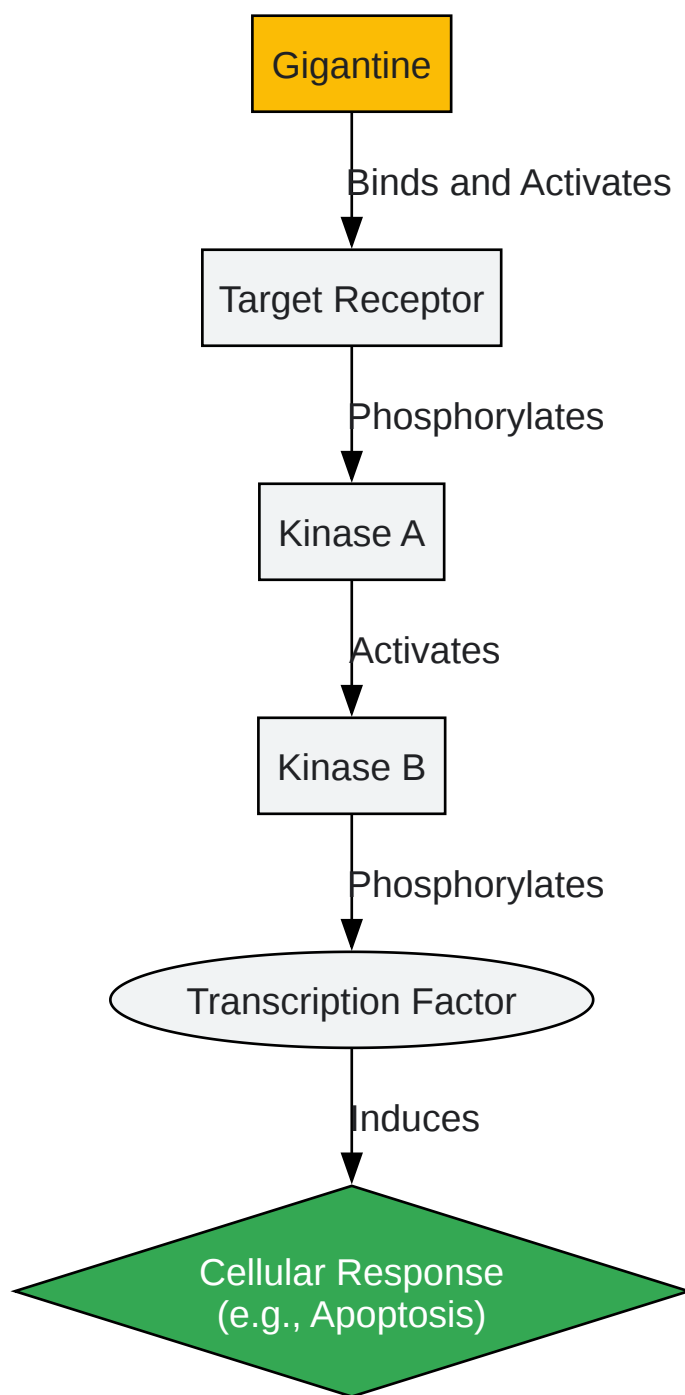 Gigantine
Binds and Activates
Target Receptor
Phosphorylates
Kinase A
Activates
Kinase B
Phosphorylates
Transcription Factor
Induces
Cellular Response
(e.g., Apoptosis)